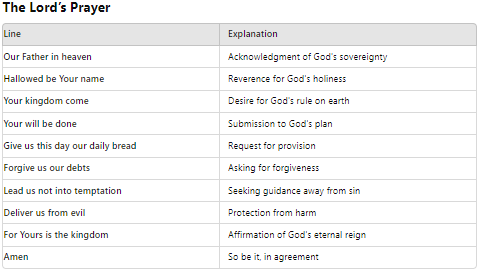 The Lord's Prayer
Line Explanation
Our Father in heaven Acknowledgment of God's sovereignty
Hallowed be Your name Reverence for God's holiness
Your kingdom come Desire for God's rule on earth
Your will be done Submission to God's plan
Give us this day our daily bread Request for provision
Forgive us our debts Asking for forgiveness
Lead us not into temptation Seeking guidance away from sin
Deliver us from evil Protection from harm
For Yours is the kingdom Affirmation of God's eternal reign
Amen So be it, in agreement